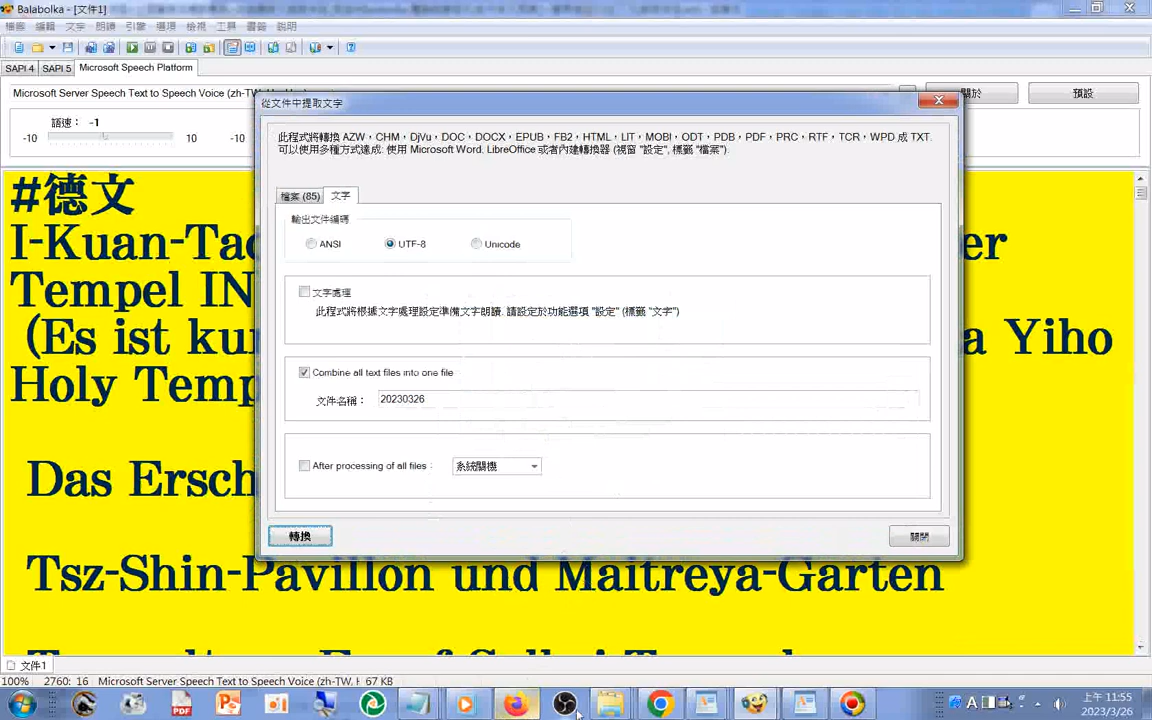 Balabolka - [文件1]
檔案 編輯 文字 朗讀 引擎 選項 檢視 工具 書籤 說明
SAPI 4 SAPI 5 Microsoft Speech Platform
Microsoft Server Speech Text to Speech Voice (zh-TW,
關於 預設
語速： -1
-10 10 -10
從文件中提取文字
此程式將轉換 AZW，CHM，DjVu，DOC，DOCX，EPUB，FB2，HTML，LIT，MOBI，ODT，PDB，PDF，PRC，RTF，TCR，WPD 成 TXT.
可以使用多種方式達成: 使用 Microsoft Word, LibreOffice 或者內建轉換器 (視窗 "設定", 標籤 "檔案").
檔案 (85) 文字
輸出文件編碼
ANSI UTF-8 Unicode
文字處理
此程式將根據文字處理設定準備文字朗讀. 請設定於功能選項 "設定" (標籤 "文字")
Combine all text files into one file
文件名稱： 20230326
After processing of all files : 系統關機
轉換 關閉
#德文
I-Kuan-Tao er
Tempel IN
(Es ist kur a Yiho
Holy Temp
Das Ersch
Tsz-Shin-Pavillon und Maitreya-Garten
文件1
100% 2760: 16 Microsoft Server Speech Text to Speech Voice (zh-TW, H 67 KB
上午 11:55
2023/3/26